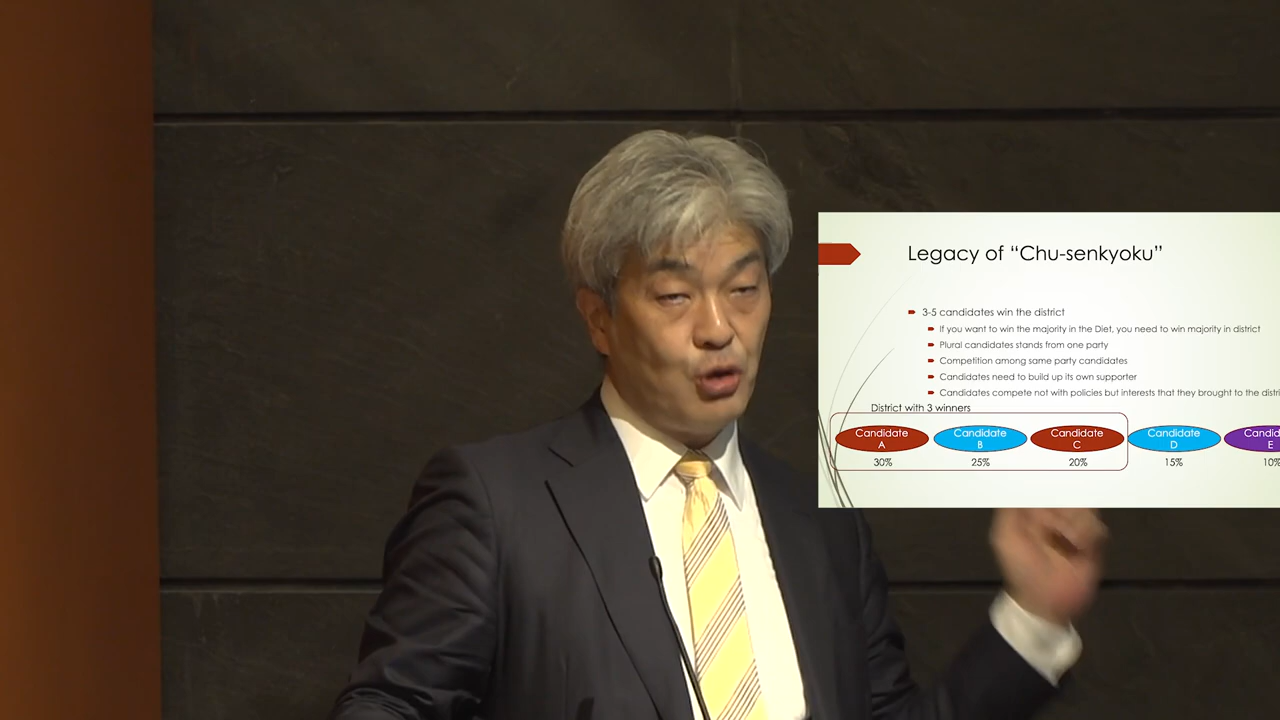 Legacy of “Chu-senkyoku”
3-5 candidates win the district
If you want to win the majority in the Diet, you need to win majority in district
Plural candidates stands from one party
Competition among same party candidates
Candidates need to build up its own supporter
Candidates compete not with policies but interests that they brought to the
District with 3 winners
Candidate A
Candidate B
Candidate C
Candidate D
E
30%
25%
20%
15%
10%